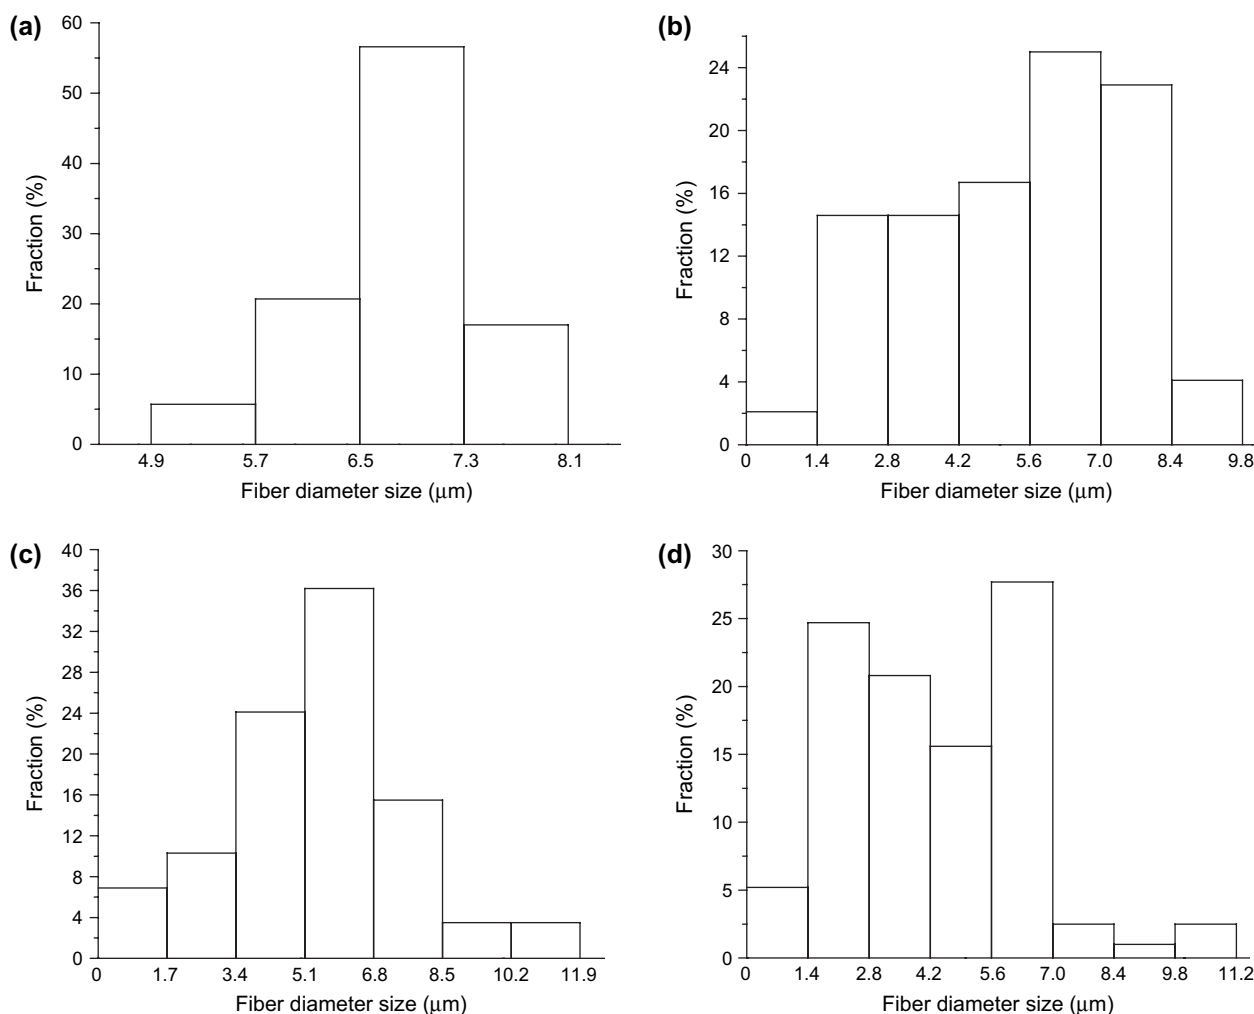 (a)
60
50
40
30
20
10
0
Fraction (%)
4.9 5.7 6.5 7.3 8.1
Fiber diameter size (μm)
(b)
24
20
16
12
8
4
0
Fraction (%)
0 1.4 2.8 4.2 5.6 7.0 8.4 9.8
Fiber diameter size (μm)
(c)
40
36
32
28
24
20
16
12
8
4
0
Fraction (%)
0 1.7 3.4 5.1 6.8 8.5 10.2 11.9
Fiber diameter size (μm)
(d)
30
25
20
15
10
5
0
Fraction (%)
0 1.4 2.8 4.2 5.6 7.0 8.4 9.8 11.2
Fiber diameter size (μm)